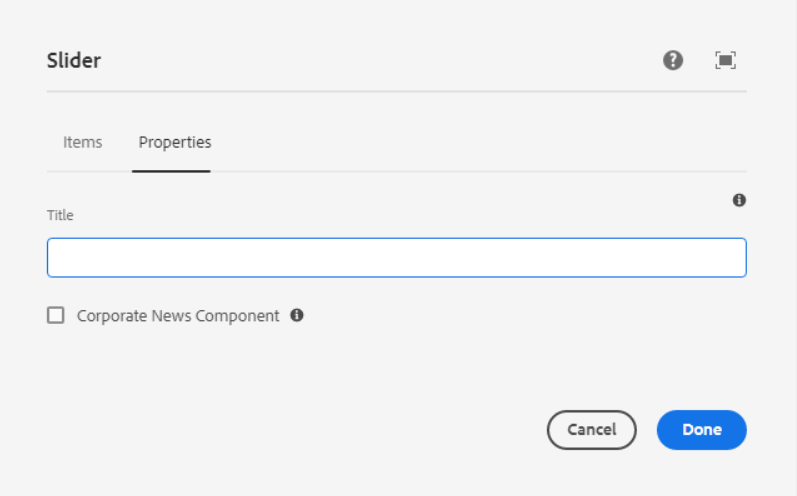 Slider
Items Properties
Title
Corporate News Component
Cancel Done